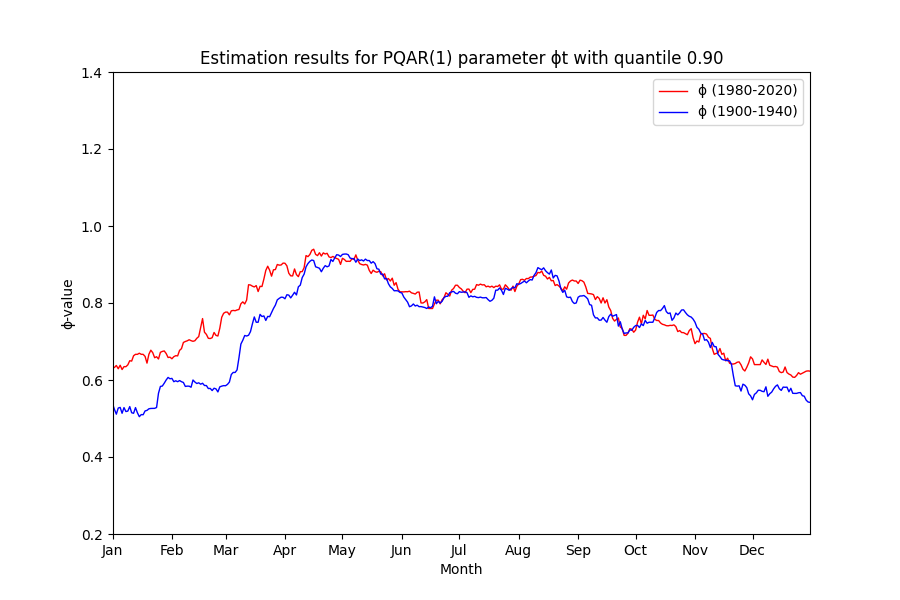 Estimation results for PQAR(1) parameter ϕt with quantile 0.90
ϕ (1980-2020)
ϕ (1900-1940)
1.4
1.2
1.0
0.8
0.6
0.4
0.2
ϕ-value
Jan Feb Mar Apr May Jun Jul Aug Sep Oct Nov Dec
Month